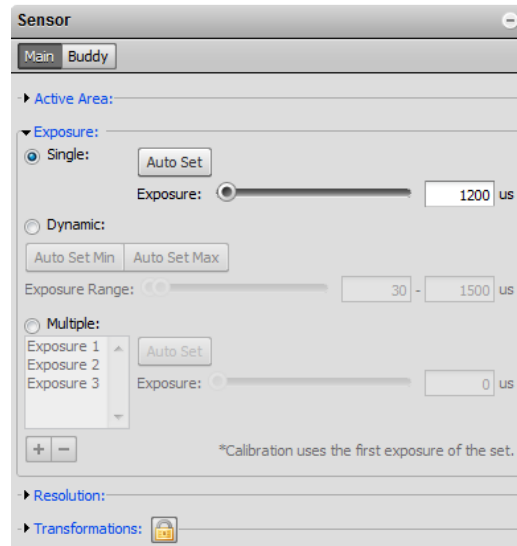 Sensor
Main Buddy
Active Area:
Exposure:
Single: Auto Set
Exposure: 1200 us
Dynamic:
Auto Set Min Auto Set Max
Exposure Range: 30 - 1500 us
Multiple:
Exposure 1 Auto Set
Exposure 2
Exposure 3 Exposure: 0 us
+ −
*Calibration uses the first exposure of the set.
Resolution:
Transformations: